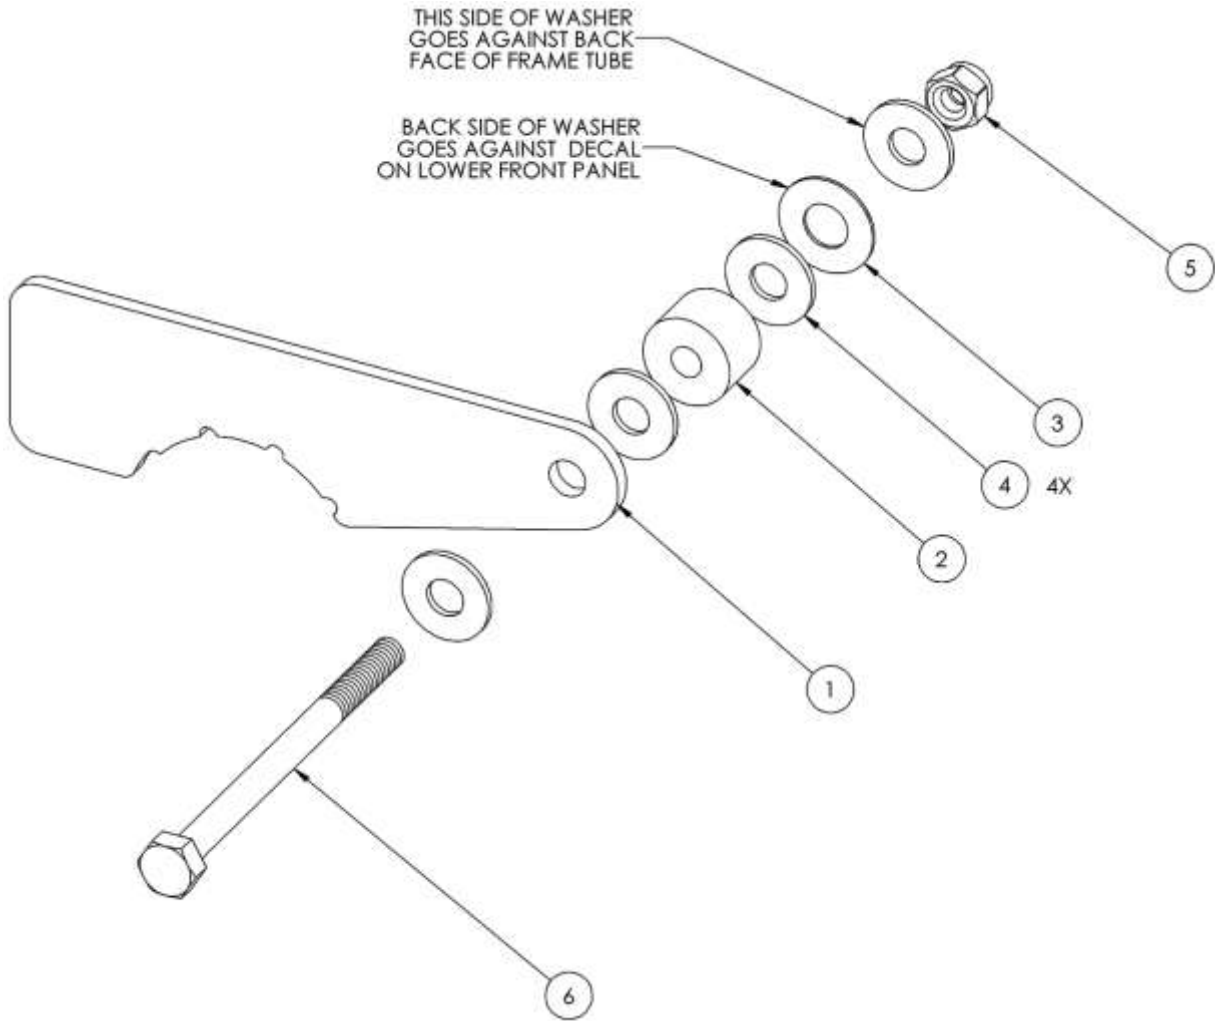 THIS SIDE OF WASHER
GOES AGAINST BACK
FACE OF FRAME TUBE
BACK SIDE OF WASHER
GOES AGAINST DECAL
ON LOWER FRONT PANEL
5
3
4 4X
2
1
6